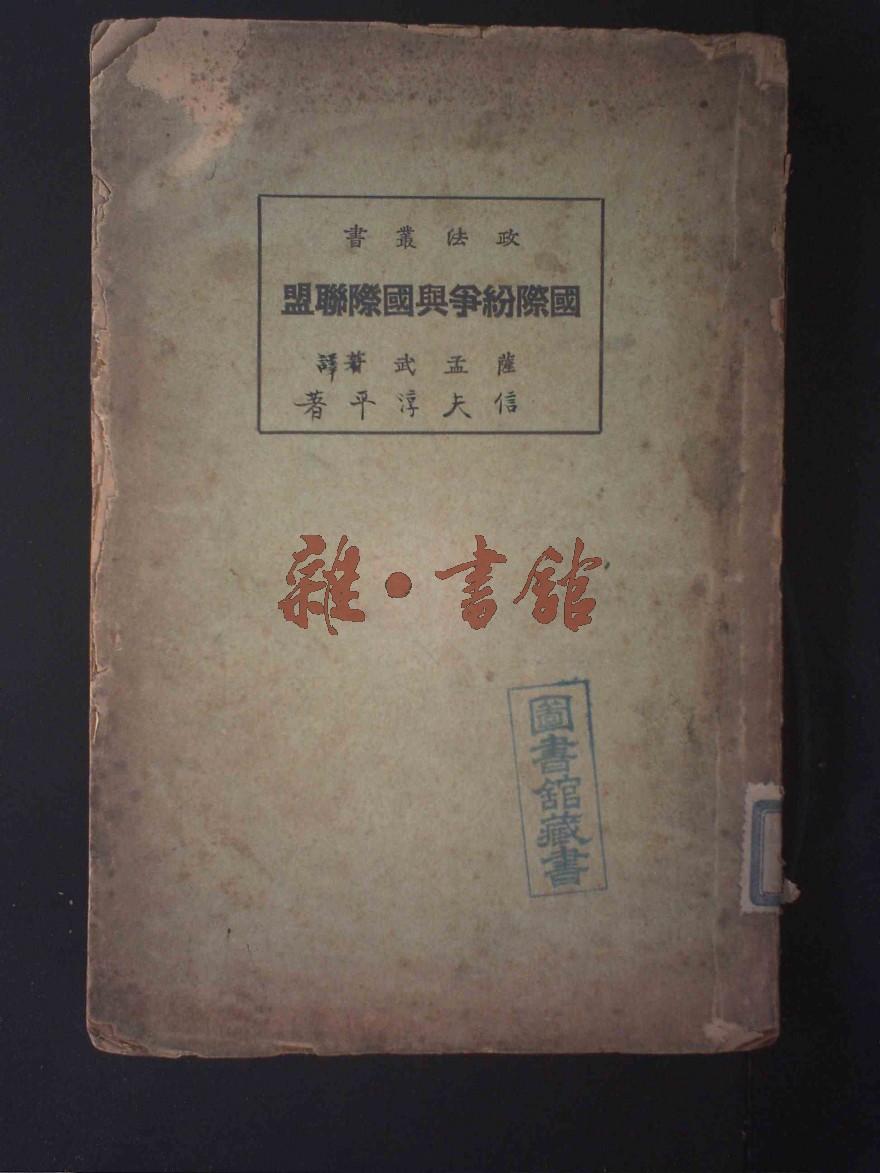 政法叢書
國際紛爭與國際聯盟
薩孟武著譯
信夫淳平著
雜·書館
圖書館藏書